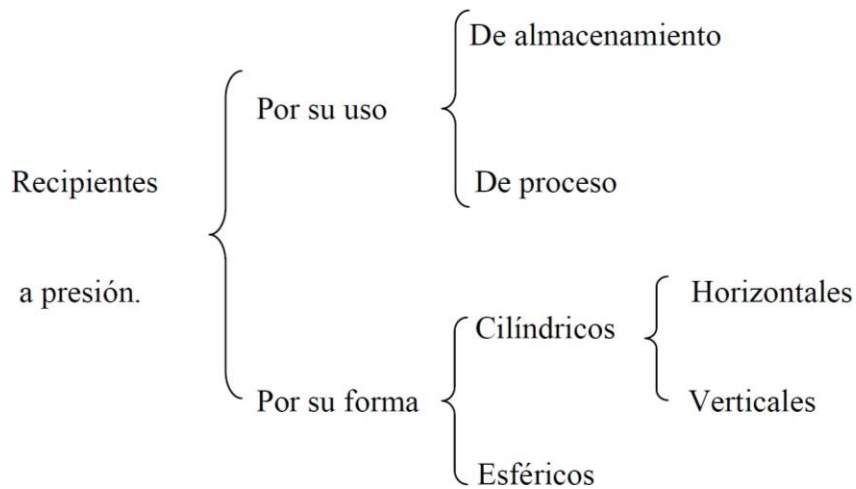 Recipientes
a presión.
Por su uso
De almacenamiento
De proceso
Por su forma
Cilíndricos
Horizontales
Verticales
Esféricos